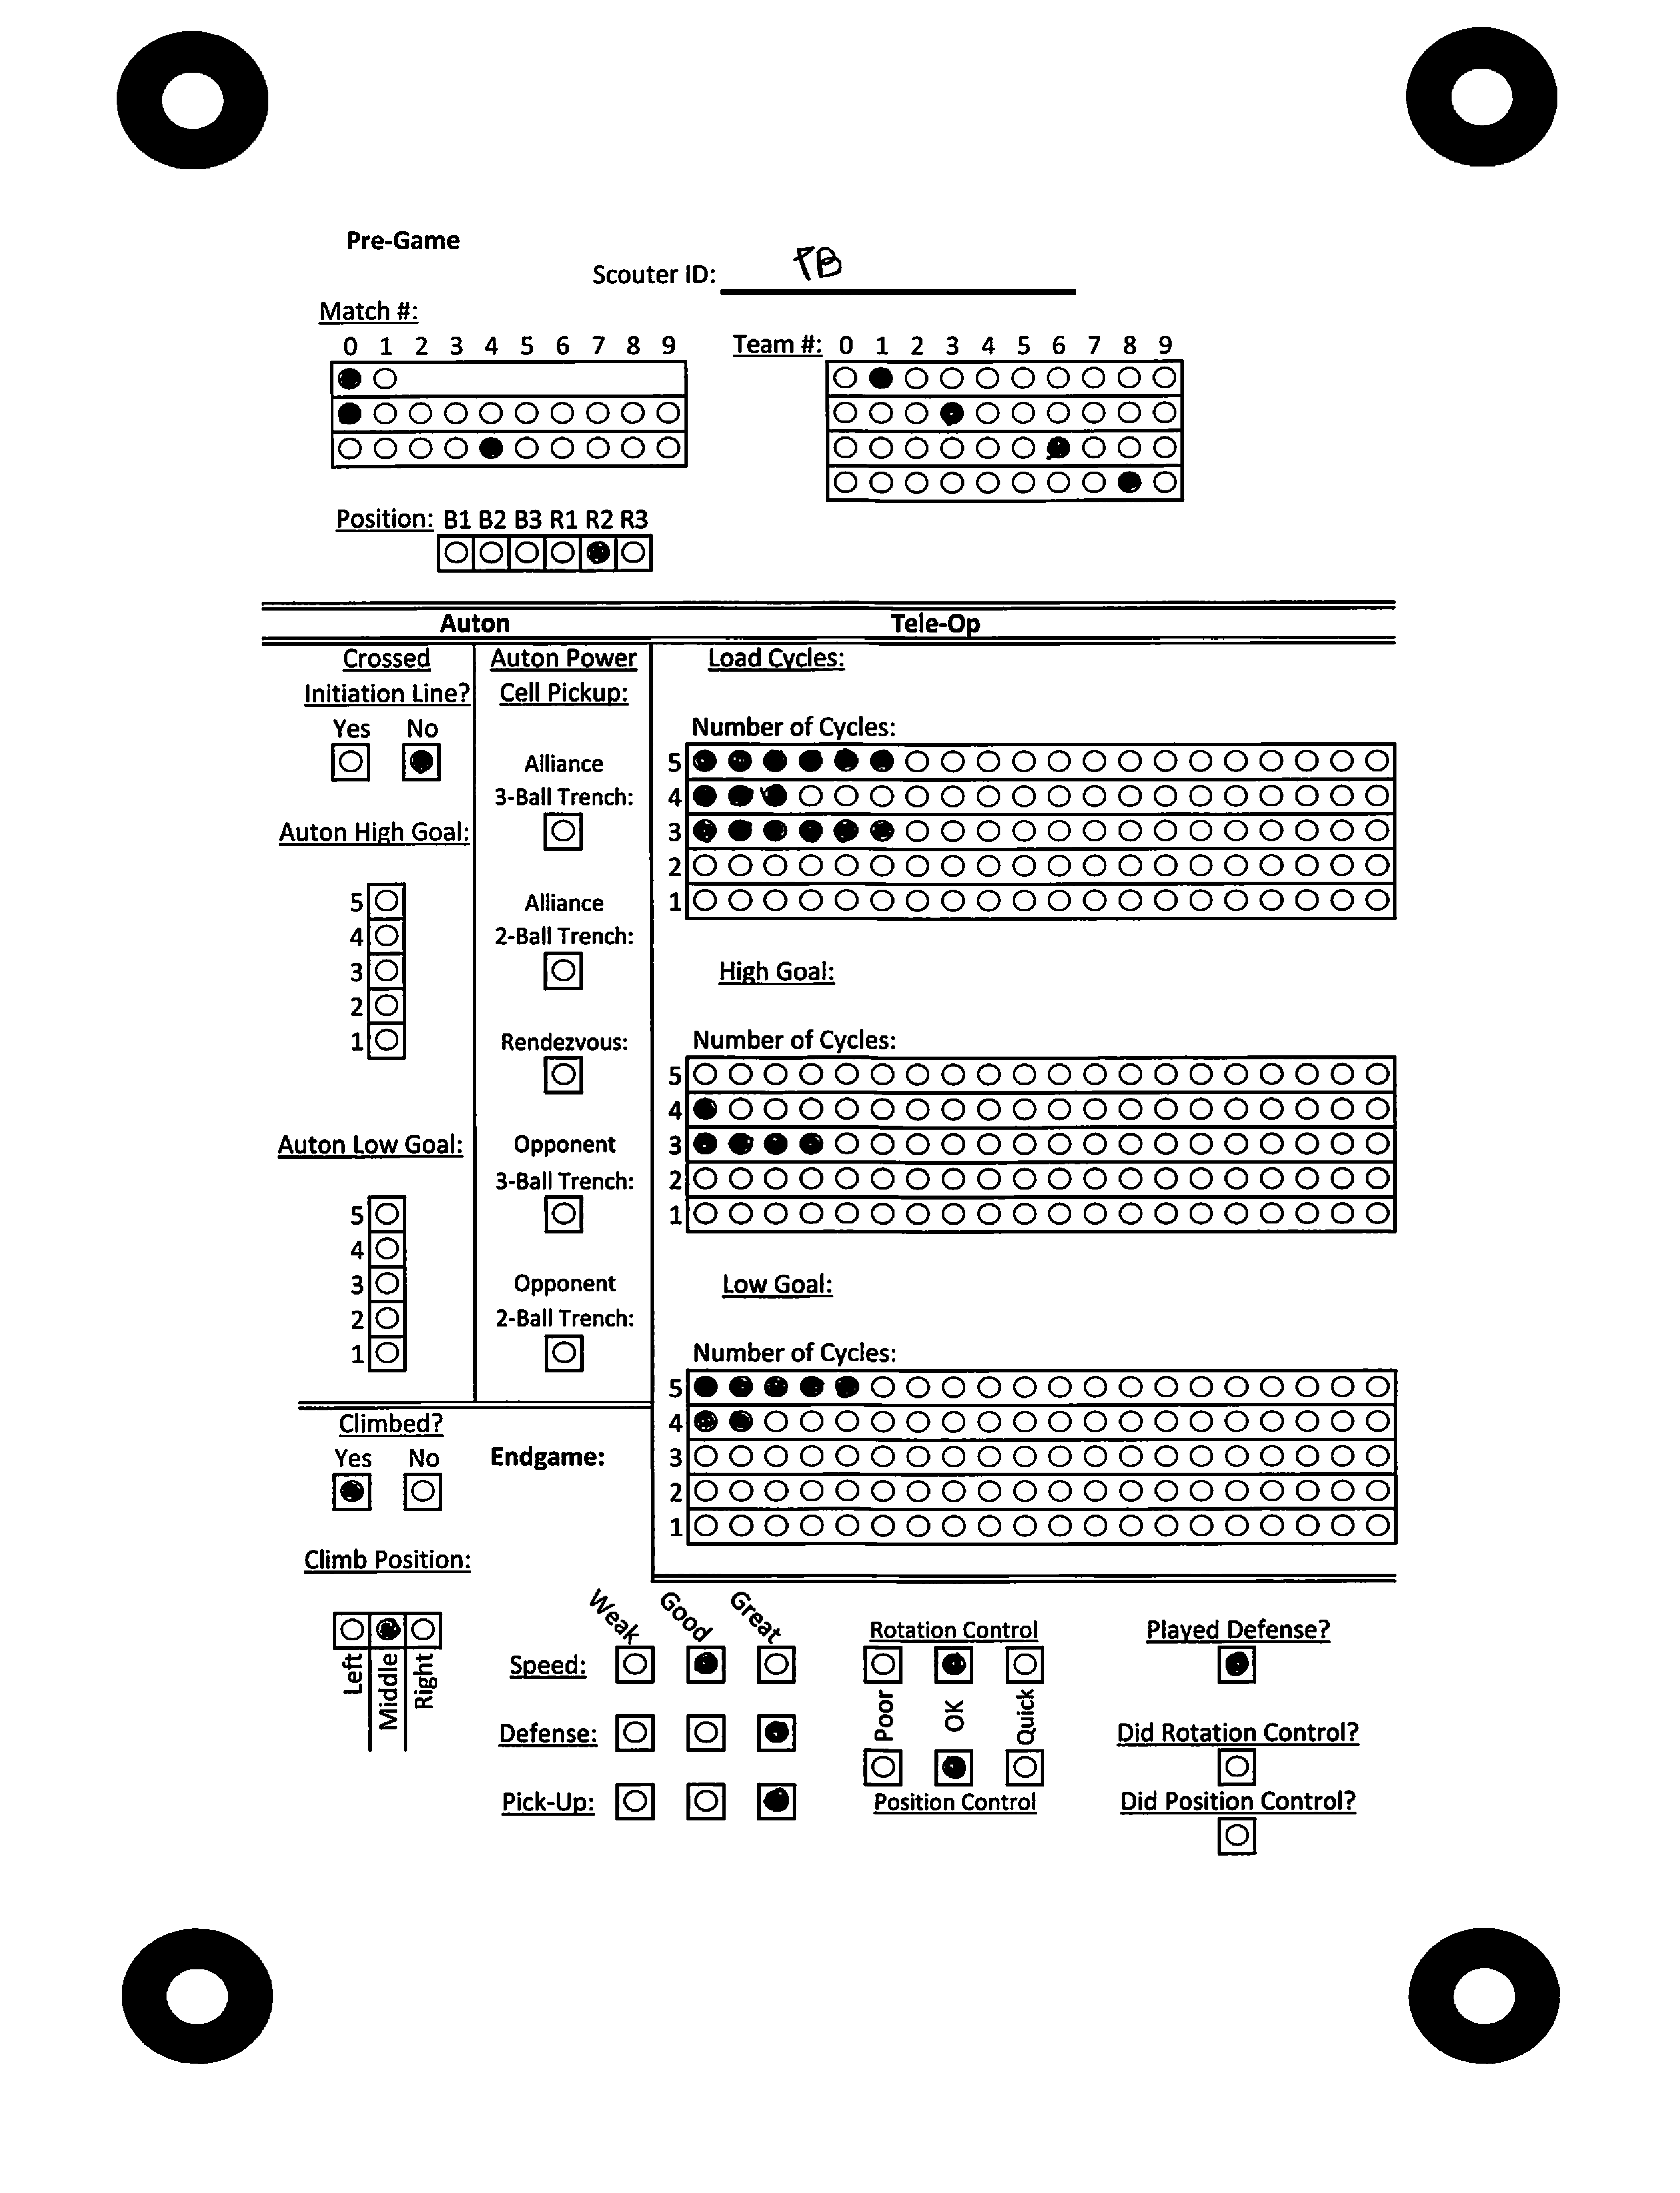 Pre-Game
Scouter ID: PB
Match #:
0 1 2 3 4 5 6 7 8 9
Team #: 0 1 2 3 4 5 6 7 8 9
Position: B1 B2 B3 R1 R2 R3
Auton
Tele-Op
Crossed
Initiation Line?
Yes No
Auton High Goal:
5
4
3
2
1
Auton Low Goal:
5
4
3
2
1
Auton Power
Cell Pickup:
Alliance
3-Ball Trench:
Alliance
2-Ball Trench:
Rendezvous:
Opponent
3-Ball Trench:
Opponent
2-Ball Trench:
Load Cycles:
Number of Cycles:
5
4
3
2
1
High Goal:
Number of Cycles:
5
4
3
2
1
Low Goal:
Number of Cycles:
5
4
3
2
1
Climbed?
Yes No
Endgame:
Climb Position:
Left
Middle
Right
Weak Good Great
Speed:
Defense:
Pick-Up:
Rotation Control
Poor OK Quick
Position Control
Played Defense?
Did Rotation Control?
Did Position Control?